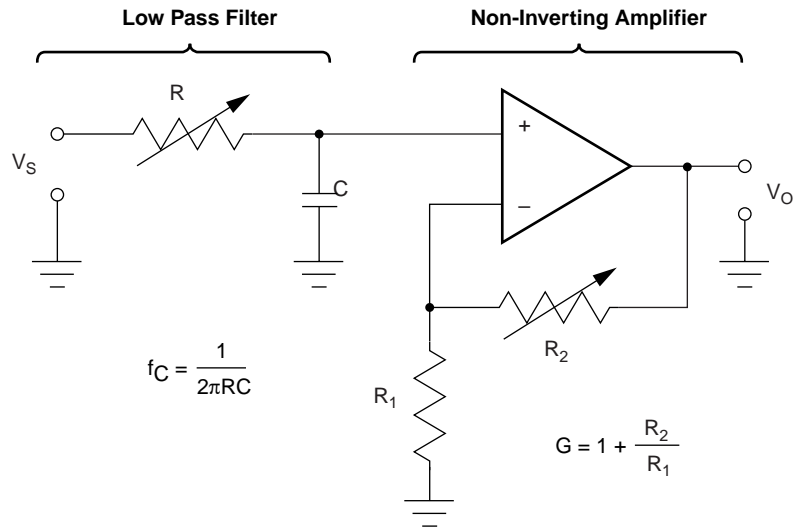 Low Pass Filter
Non-Inverting Amplifier
R
V_S
C
+
–
V_O
R_2
R_1
f_C = 1 / 2πRC
G = 1 + R_2 / R_1